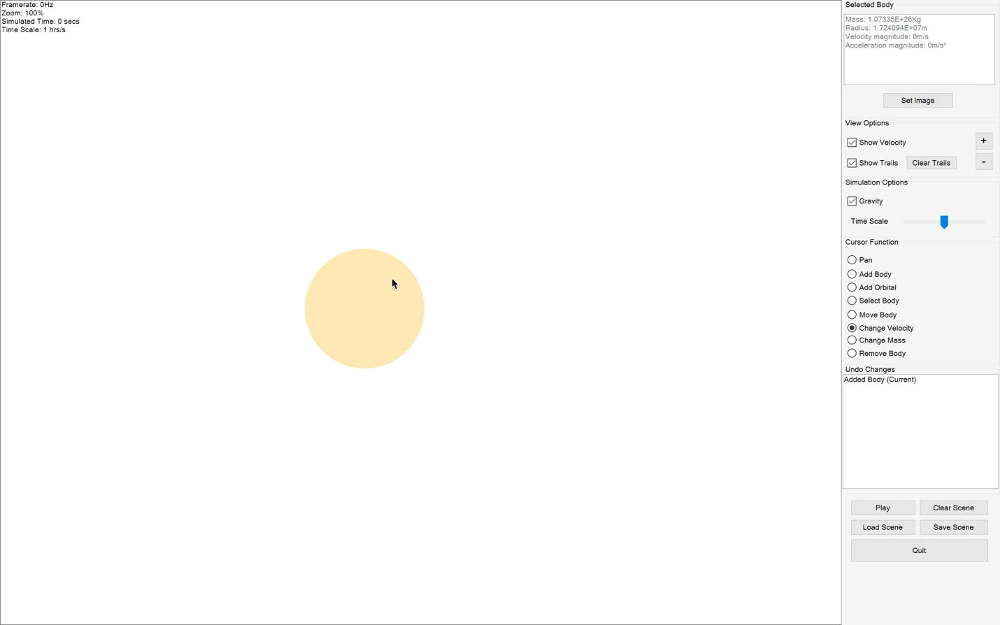 Framerate: 0Hz
Zoom: 100%
Simulated Time: 0 secs
Time Scale: 1 hrs/s
Selected Body
Mass: 1.07335E+26Kg
Radius: 1.724094E+07m
Velocity magnitude: 0m/s
Acceleration magnitude: 0m/s²
Set Image
View Options
Show Velocity
+
Show Trails
Clear Trails
-
Simulation Options
Gravity
Time Scale
Cursor Function
Pan
Add Body
Add Orbital
Select Body
Move Body
Change Velocity
Change Mass
Remove Body
Undo Changes
Added Body (Current)
Play
Clear Scene
Load Scene
Save Scene
Quit